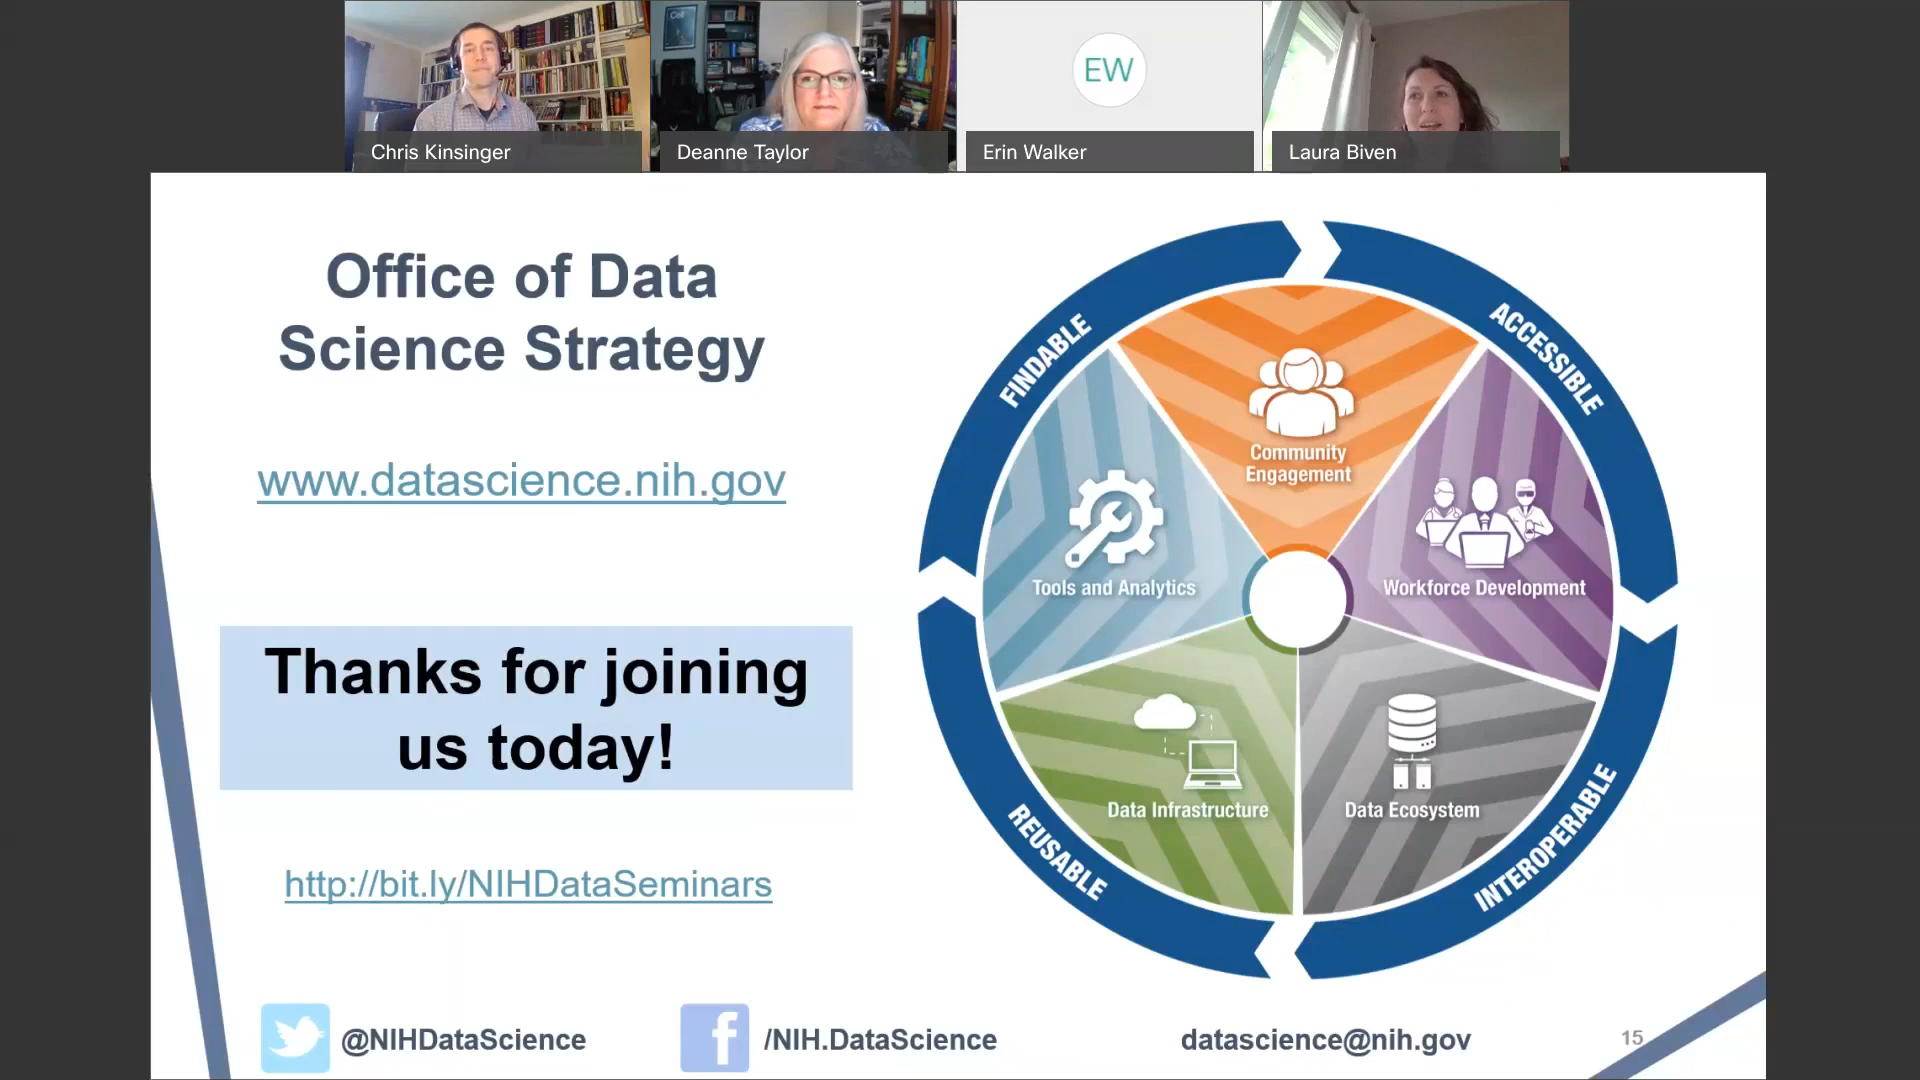 Chris Kinsinger
Deanne Taylor
EW
Erin Walker
Laura Biven
Office of Data
Science Strategy
www.datascience.nih.gov
Thanks for joining
us today!
http://bit.ly/NIHDataSeminars
FINDABLE
ACCESSIBLE
INTEROPERABLE
REUSABLE
Community
Engagement
Tools and Analytics
Workforce Development
Data Infrastructure
Data Ecosystem
@NIHDataScience
/NIH.DataScience
datascience@nih.gov
15